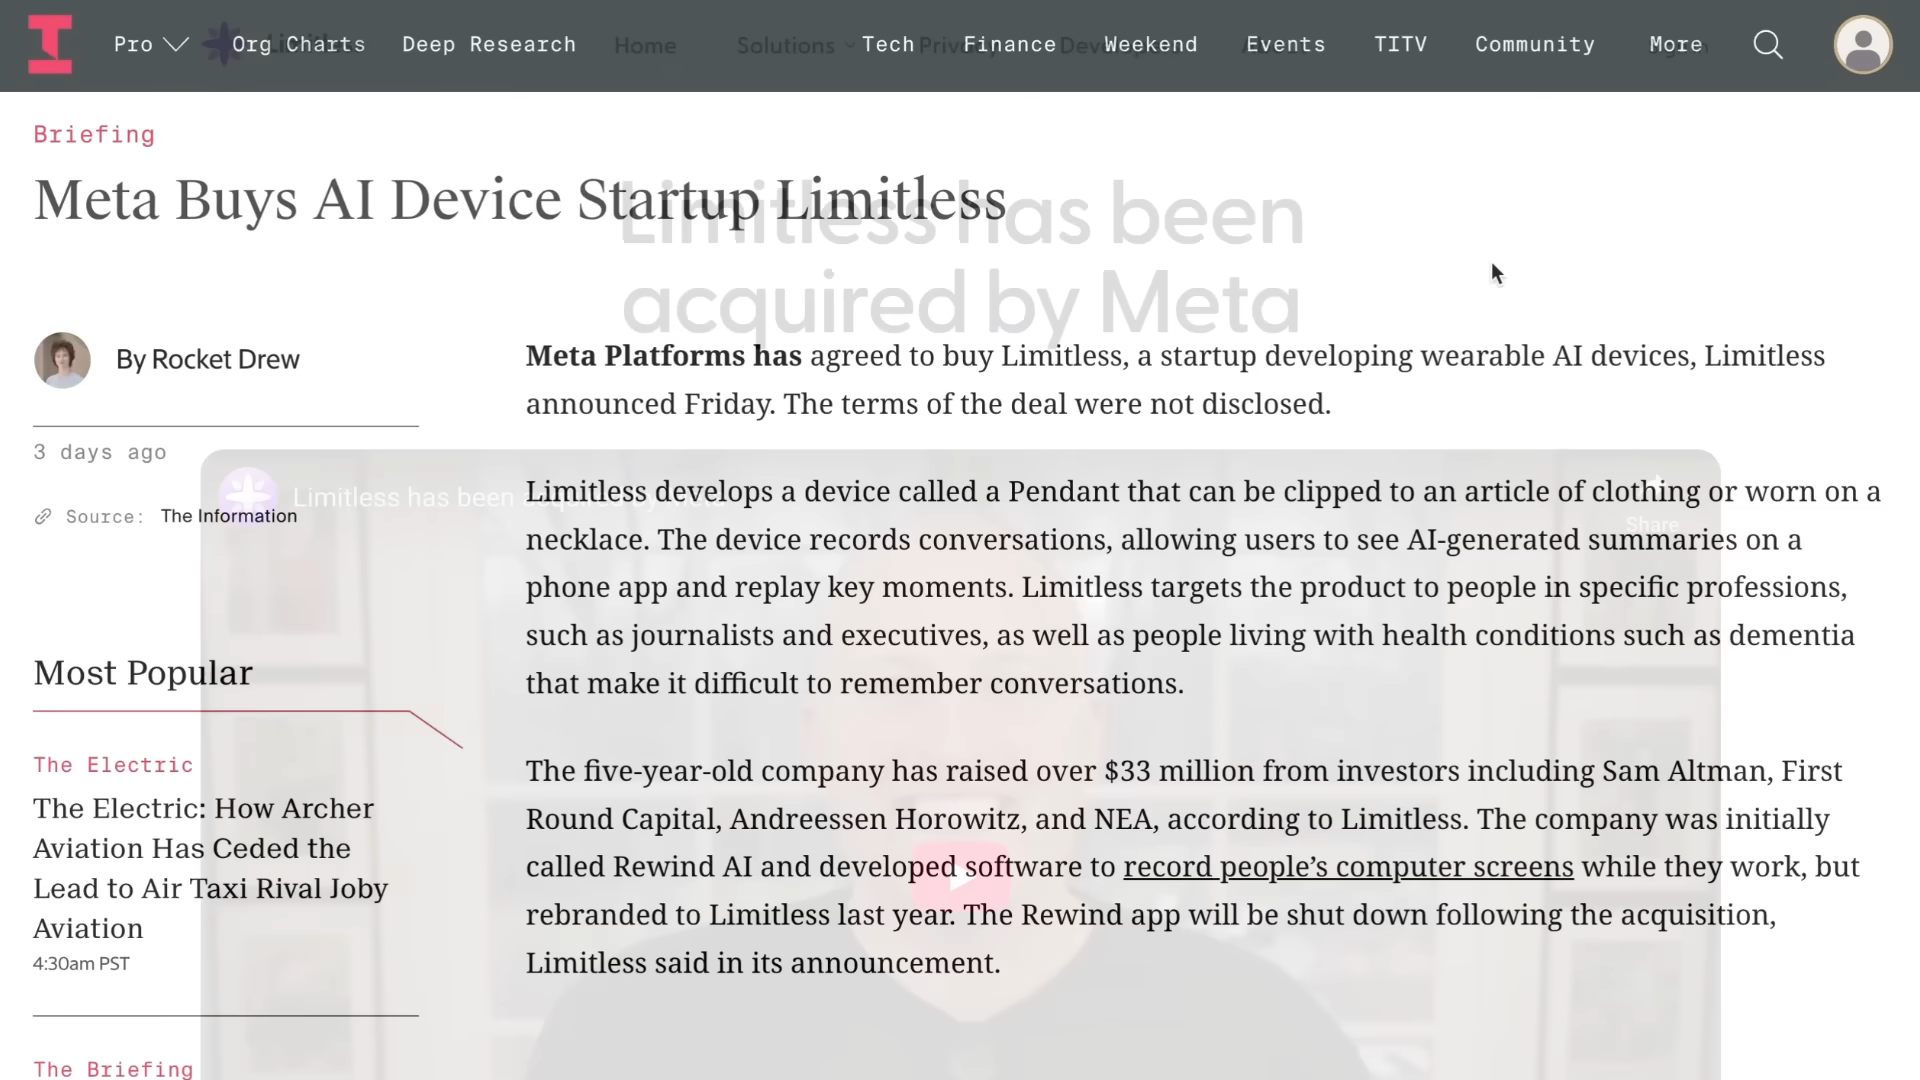 Pro
Org Charts
Deep Research
Home
Solutions
Tech
Finance
Weekend
Events
TITV
Community
More
Briefing
Meta Buys AI Device Startup Limitless
Limitless has been
acquired by Meta
By Rocket Drew
3 days ago
Source: The Information
Meta Platforms has agreed to buy Limitless, a startup developing wearable AI devices, Limitless
announced Friday. The terms of the deal were not disclosed.
Limitless has been acquired by Meta
Share
Limitless develops a device called a Pendant that can be clipped to an article of clothing or worn on a
necklace. The device records conversations, allowing users to see AI-generated summaries on a
phone app and replay key moments. Limitless targets the product to people in specific professions,
such as journalists and executives, as well as people living with health conditions such as dementia
that make it difficult to remember conversations.
The five-year-old company has raised over $33 million from investors including Sam Altman, First
Round Capital, Andreessen Horowitz, and NEA, according to Limitless. The company was initially
called Rewind AI and developed software to record people’s computer screens while they work, but
rebranded to Limitless last year. The Rewind app will be shut down following the acquisition,
Limitless said in its announcement.
Most Popular
The Electric
The Electric: How Archer
Aviation Has Ceded the
Lead to Air Taxi Rival Joby
Aviation
4:30am PST
The Briefing